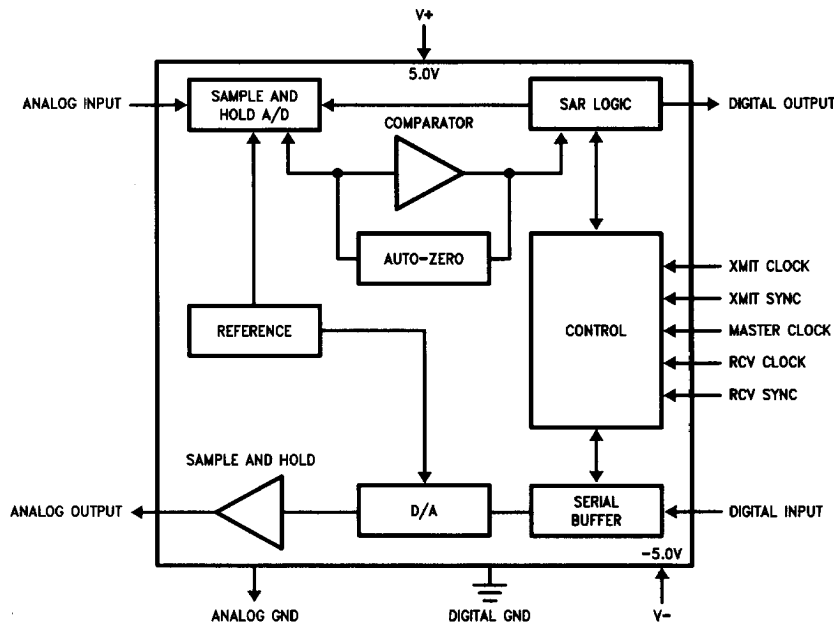 V+
5.0V
ANALOG INPUT
SAMPLE AND
HOLD A/D
SAR LOGIC
DIGITAL OUTPUT
COMPARATOR
AUTO-ZERO
XMIT CLOCK
XMIT SYNC
REFERENCE
CONTROL
MASTER CLOCK
RCV CLOCK
RCV SYNC
SAMPLE AND HOLD
ANALOG OUTPUT
D/A
SERIAL
BUFFER
DIGITAL INPUT
-5.0V
ANALOG GND
DIGITAL GND
V-